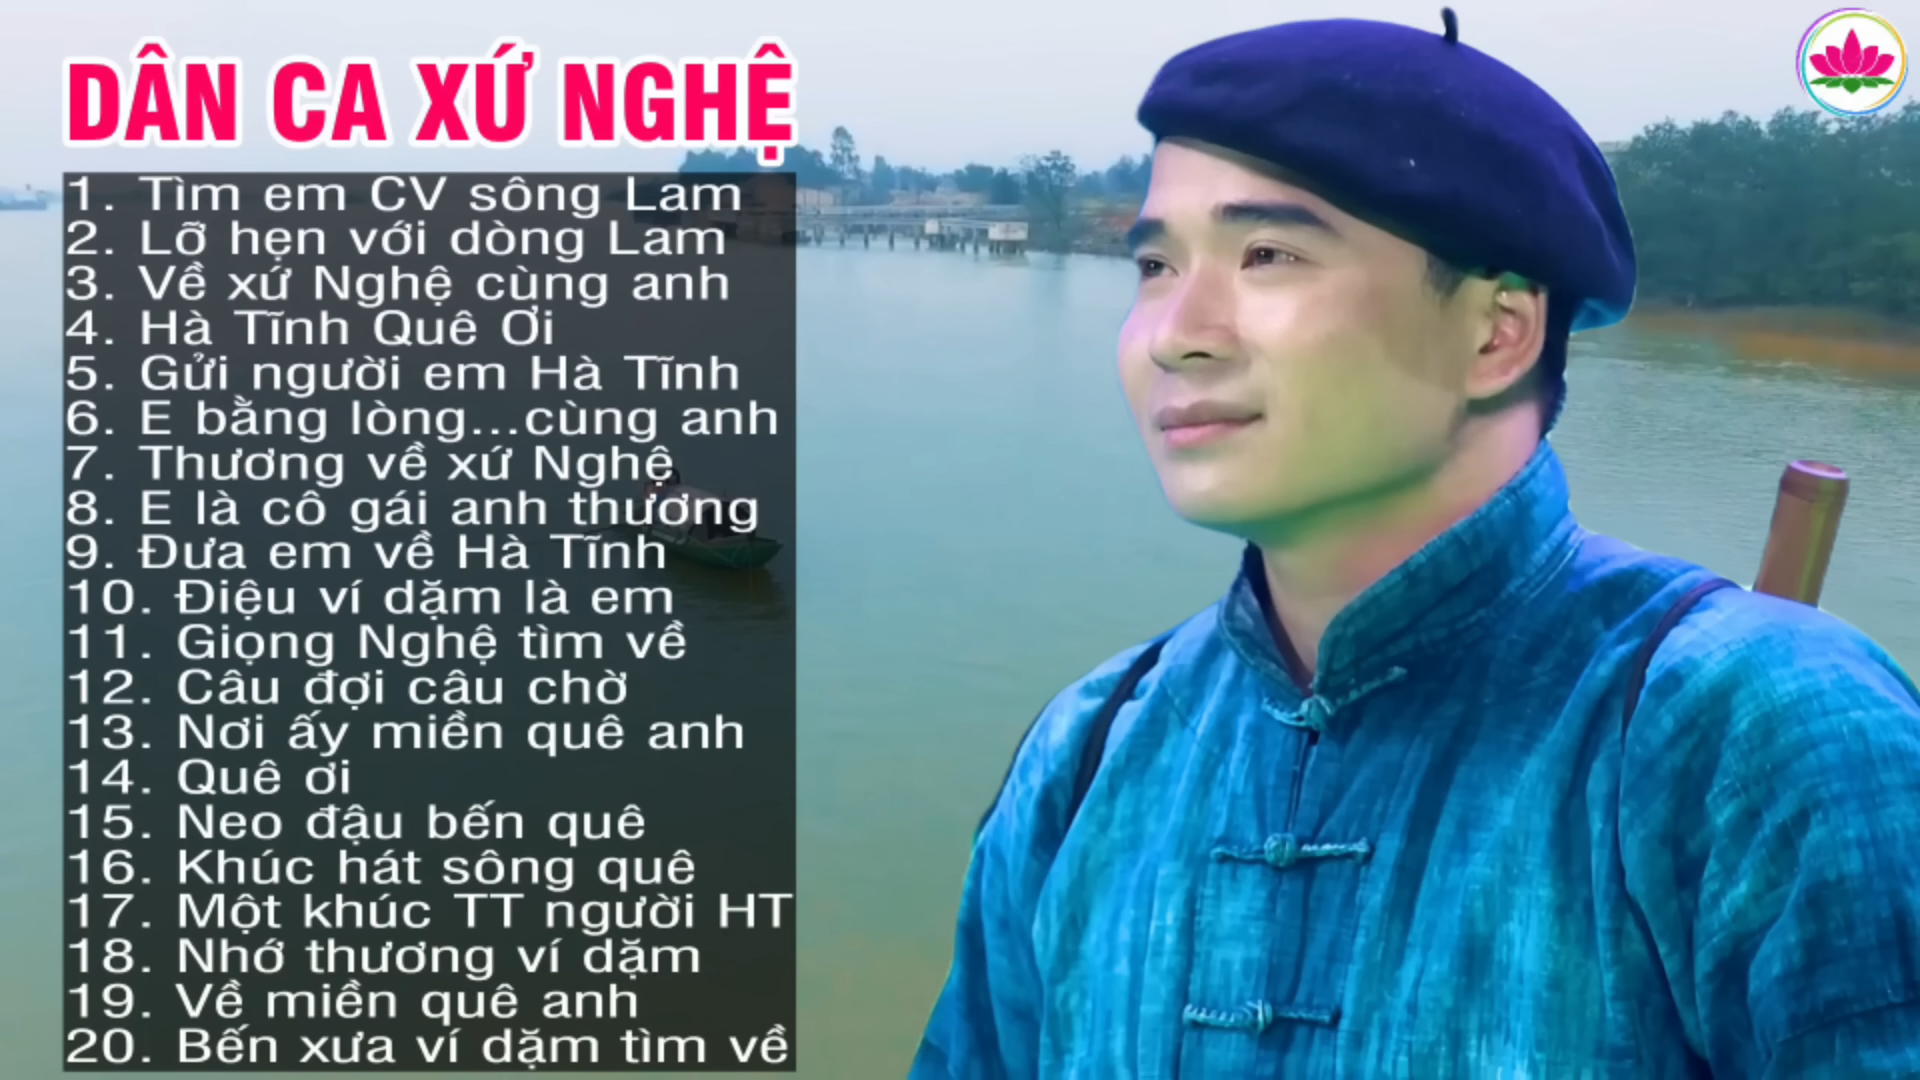 DÂN CA XỨ NGHỆ
1. Tìm em CV sông Lam
2. Lỡ hẹn với dòng Lam
3. Về xứ Nghệ cùng anh
4. Hà Tĩnh Quê Ơi
5. Gửi người em Hà Tĩnh
6. E bằng lòng...cùng anh
7. Thương về xứ Nghệ
8. E là cô gái anh thương
9. Đưa em về Hà Tĩnh
10. Điệu ví dặm là em
11. Giọng Nghệ tìm về
12. Câu đợi câu chờ
13. Nơi ấy miền quê anh
14. Quê ơi
15. Neo đậu bến quê
16. Khúc hát sông quê
17. Một khúc TT người HT
18. Nhớ thương ví dặm
19. Về miền quê anh
20. Bến xưa ví dặm tìm về